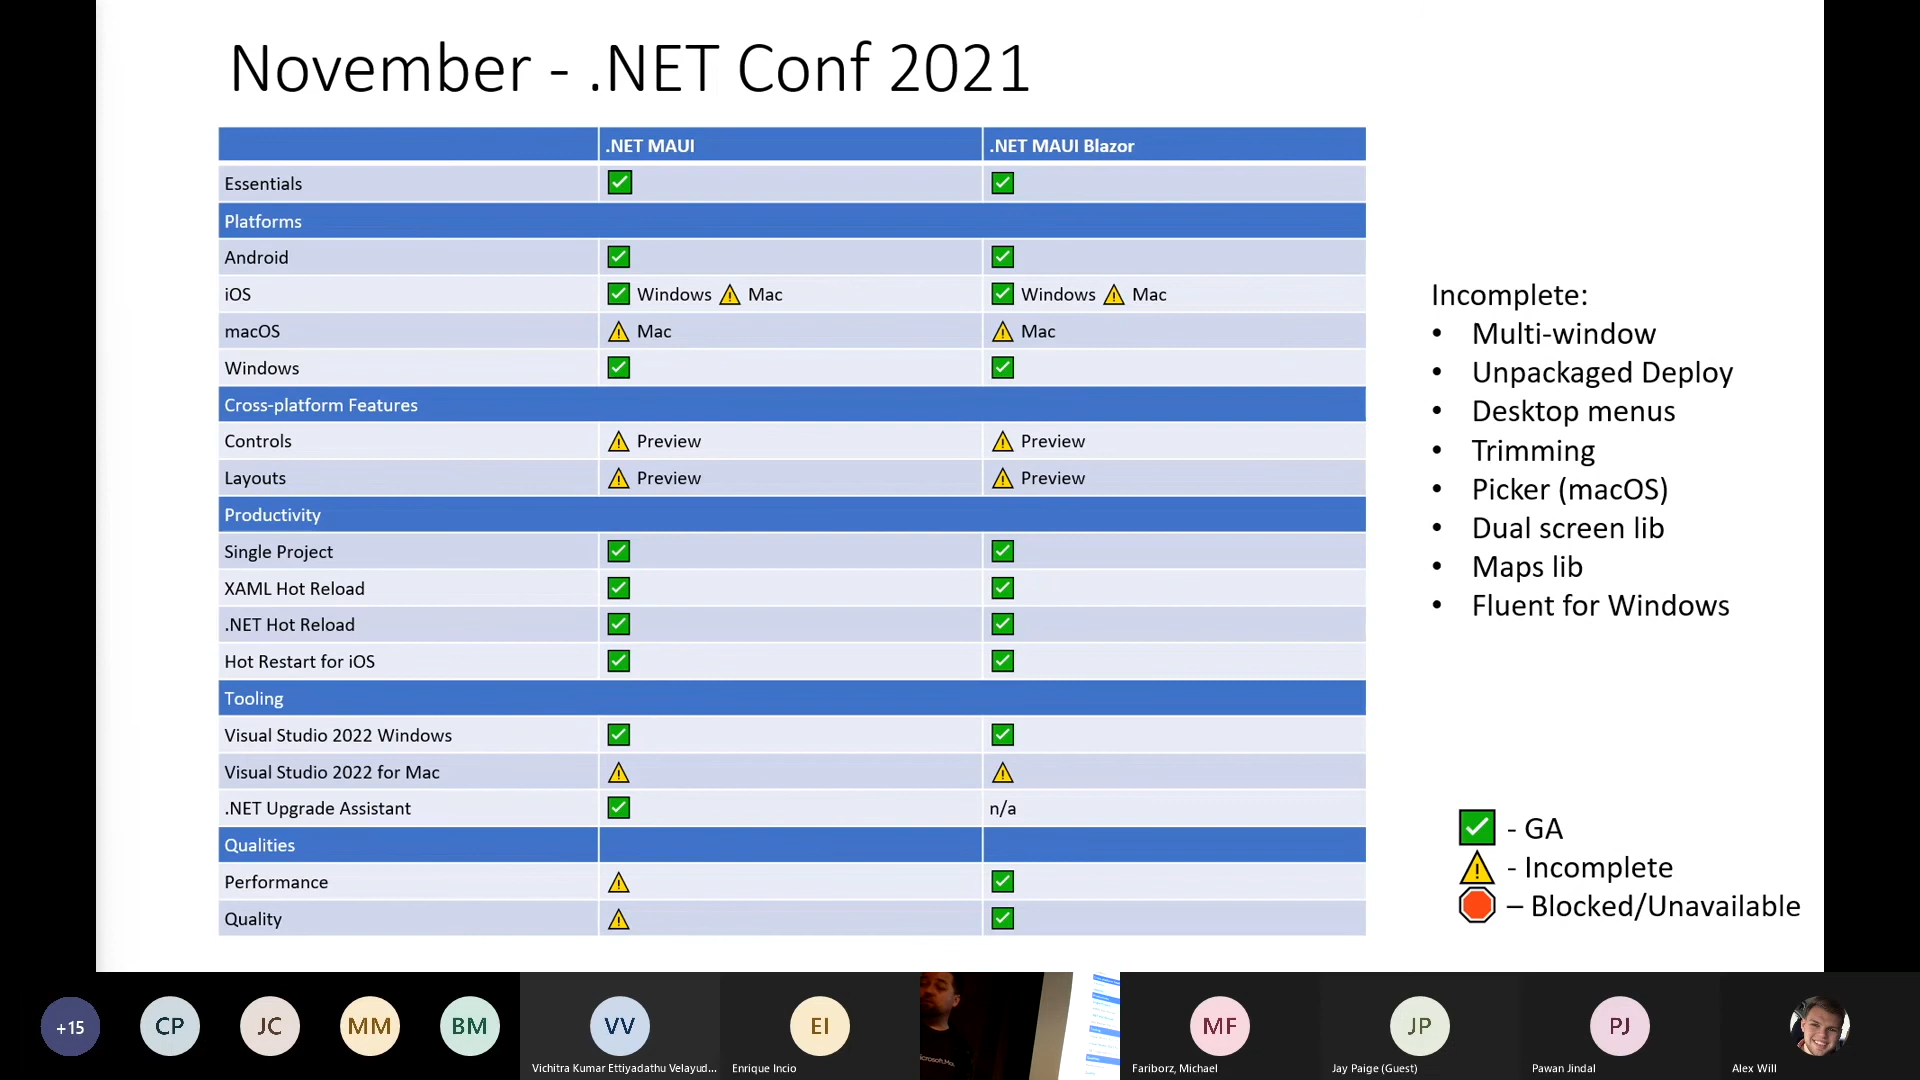 November - .NET Conf 2021
.NET MAUI .NET MAUI Blazor
Essentials
Platforms
Android
iOS Windows Mac Windows Mac
macOS Mac Mac
Windows
Cross-platform Features
Controls Preview Preview
Layouts Preview Preview
Productivity
Single Project
XAML Hot Reload
.NET Hot Reload
Hot Restart for iOS
Tooling
Visual Studio 2022 Windows
Visual Studio 2022 for Mac
.NET Upgrade Assistant n/a
Qualities
Performance
Quality
Incomplete:
• Multi-window
• Unpackaged Deploy
• Desktop menus
• Trimming
• Picker (macOS)
• Dual screen lib
• Maps lib
• Fluent for Windows
- GA
- Incomplete
– Blocked/Unavailable
+15 CP JC MM BM VV EI MF JP PJ
Vichitra Kumar Ettiyadathu Velayud... Enrique Incio Fariborz, Michael Jay Paige (Guest) Pawan Jindal Alex Will